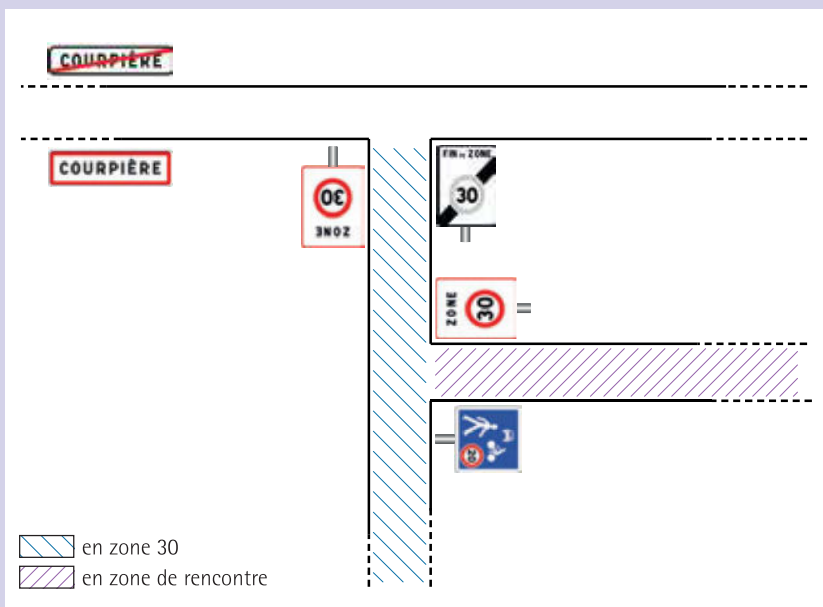 COURPIÈRE
COURPIÈRE
30
ZONE
FIN DE ZONE
30
ZONE
30
20
en zone 30
en zone de rencontre